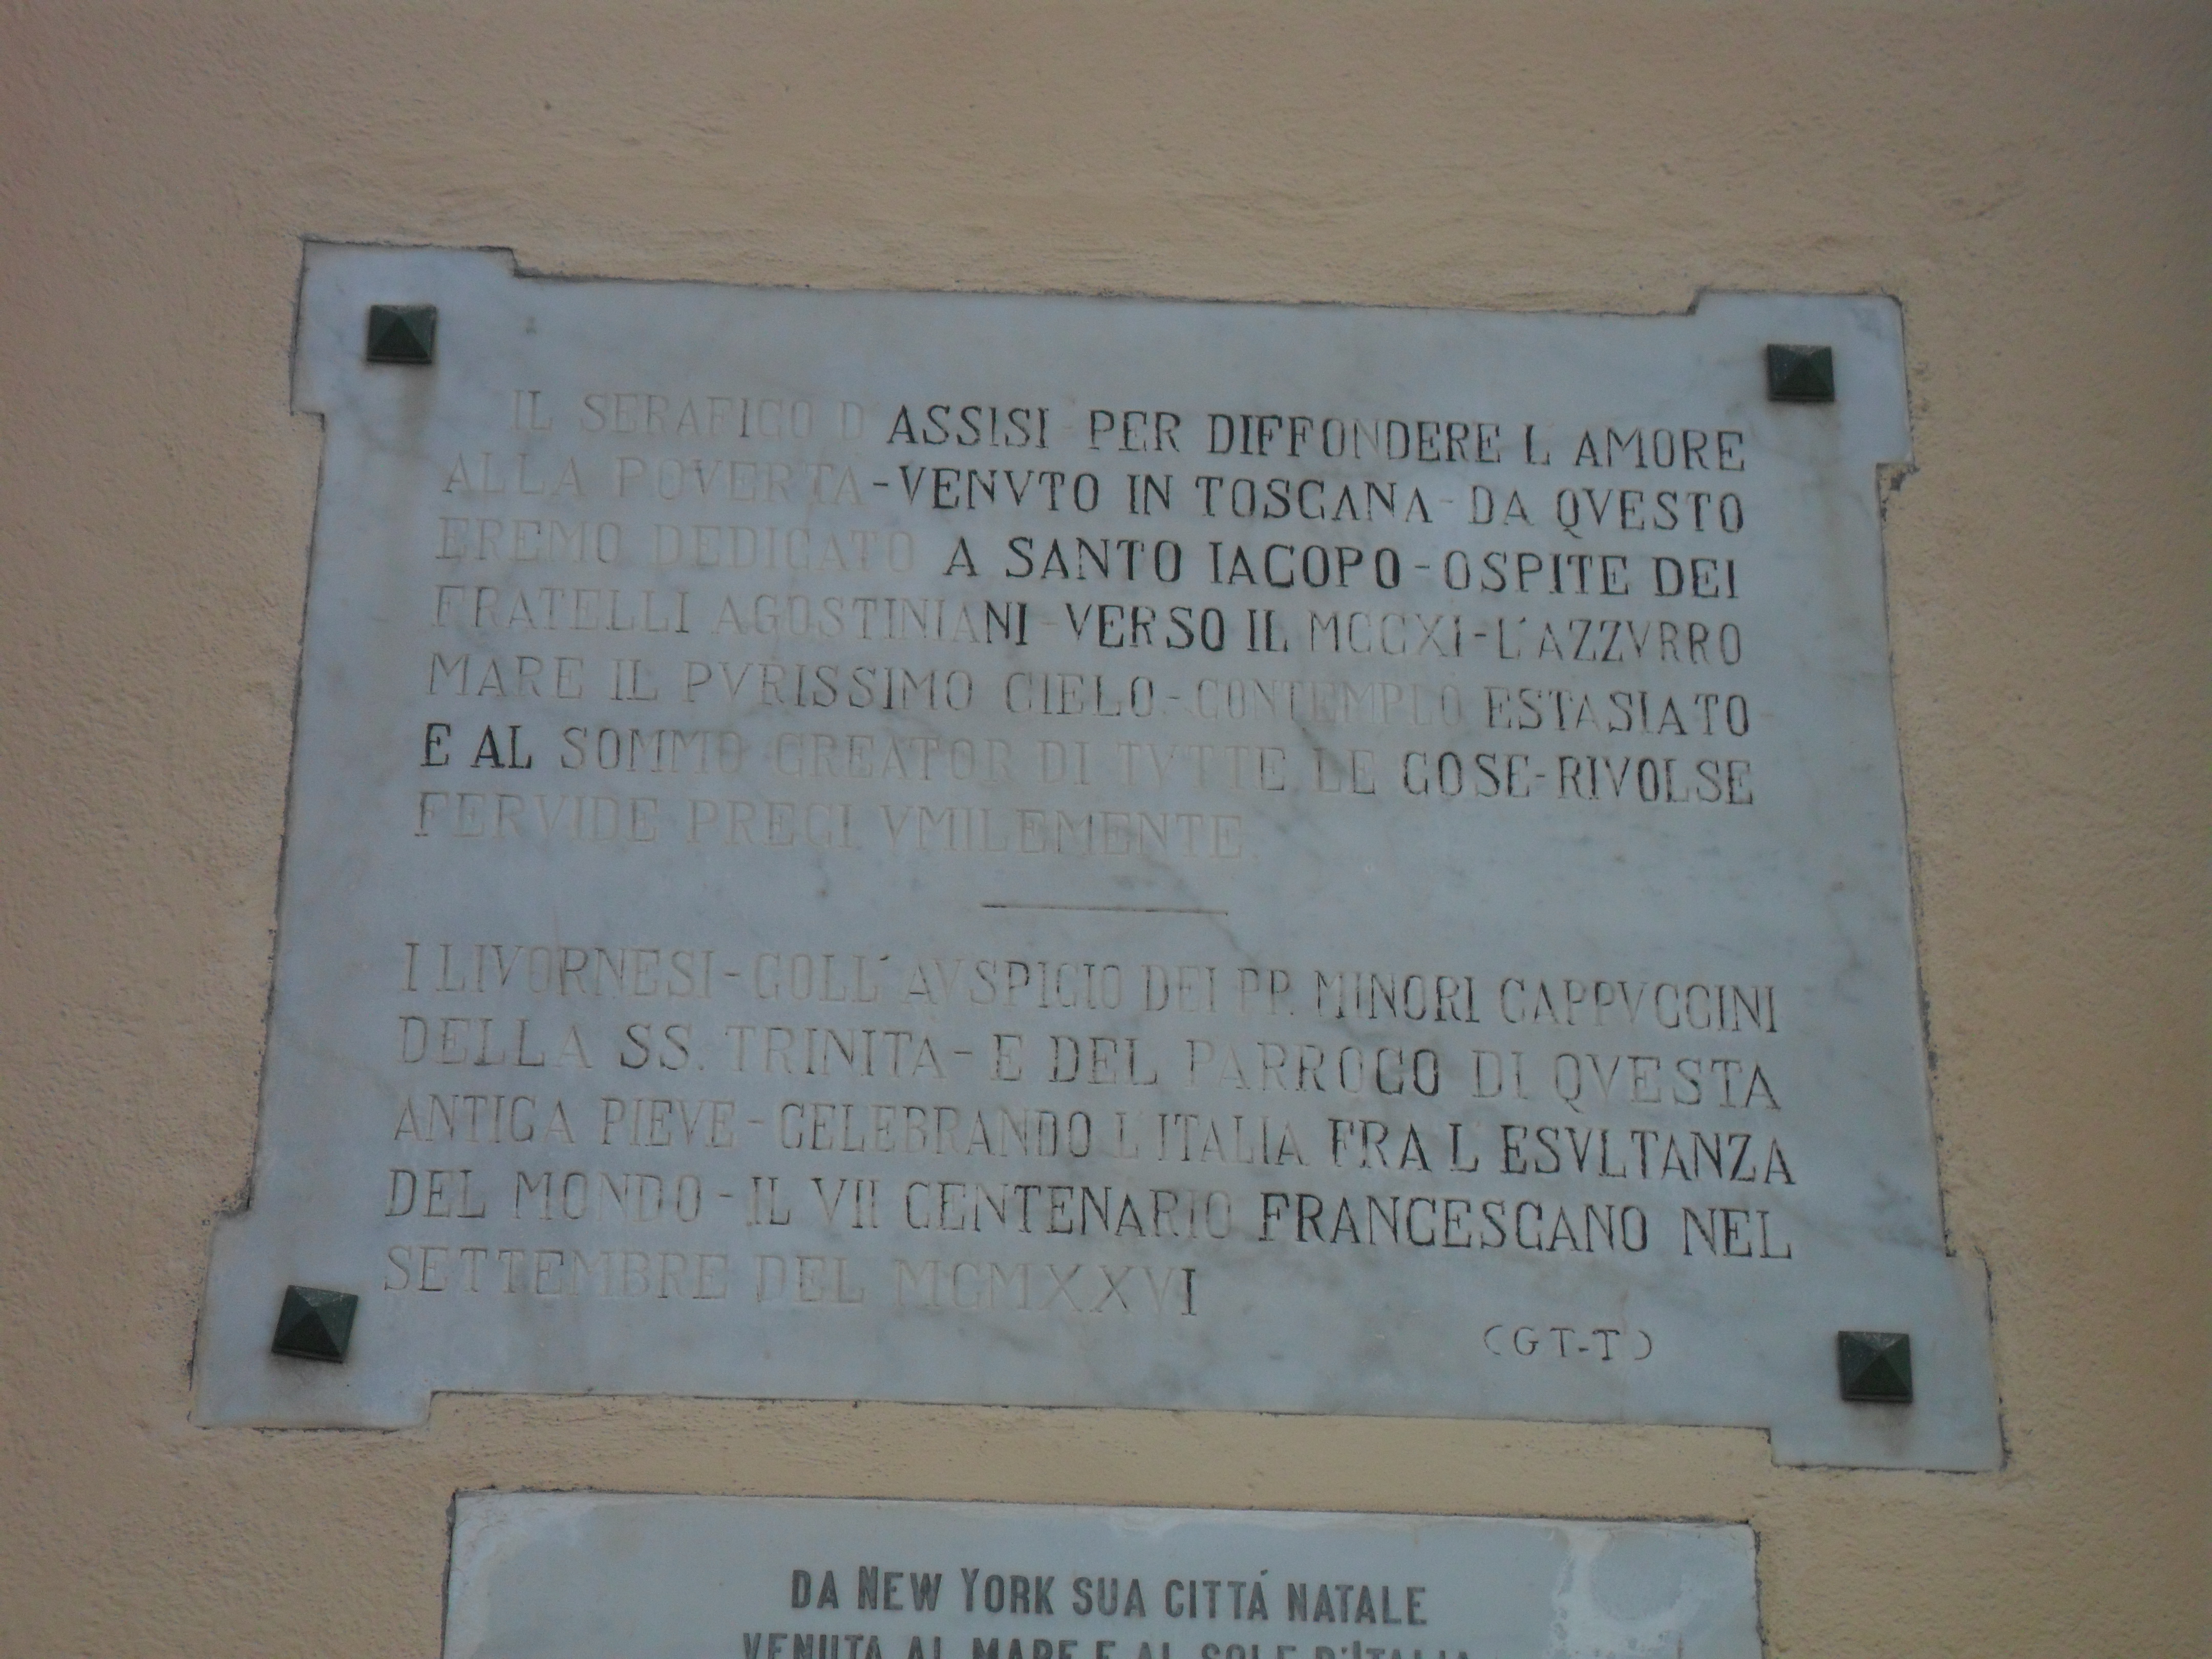 IL SERAFICO D'ASSISI - PER DIFFONDERE L AMORE
ALLA POVERTA - VENVTO IN TOSCANA - DA QVESTO
EREMO DEDICATO A SANTO IACOPO - OSPITE DEI
FRATELLI AGOSTINIANI - VERSO IL MCCXI - L'AZZVRRO
MARE IL PVRISSIMO CIELO - CONTEMPLO ESTASIATO
E AL SOMMO CREATOR DI TVTTE LE COSE - RIVOLSE
FERVIDE PRECI VMILEMENTE.
I LIVORNESI - COLL' AVSPICIO DEI PP. MINORI CAPPVCCINI
DELLA SS. TRINITA - E DEL PARROCO DI QVESTA
ANTICA PIEVE - CELEBRANDO L'ITALIA FRA L ESVLTANZA
DEL MONDO - IL VII CENTENARIO FRANCESCANO NEL
SETTEMBRE DEL MCMXXVI
(GT-T)
DA NEW YORK SUA CITTÁ NATALE
VENUTA AL MARE E AL SOLE D'ITALIA